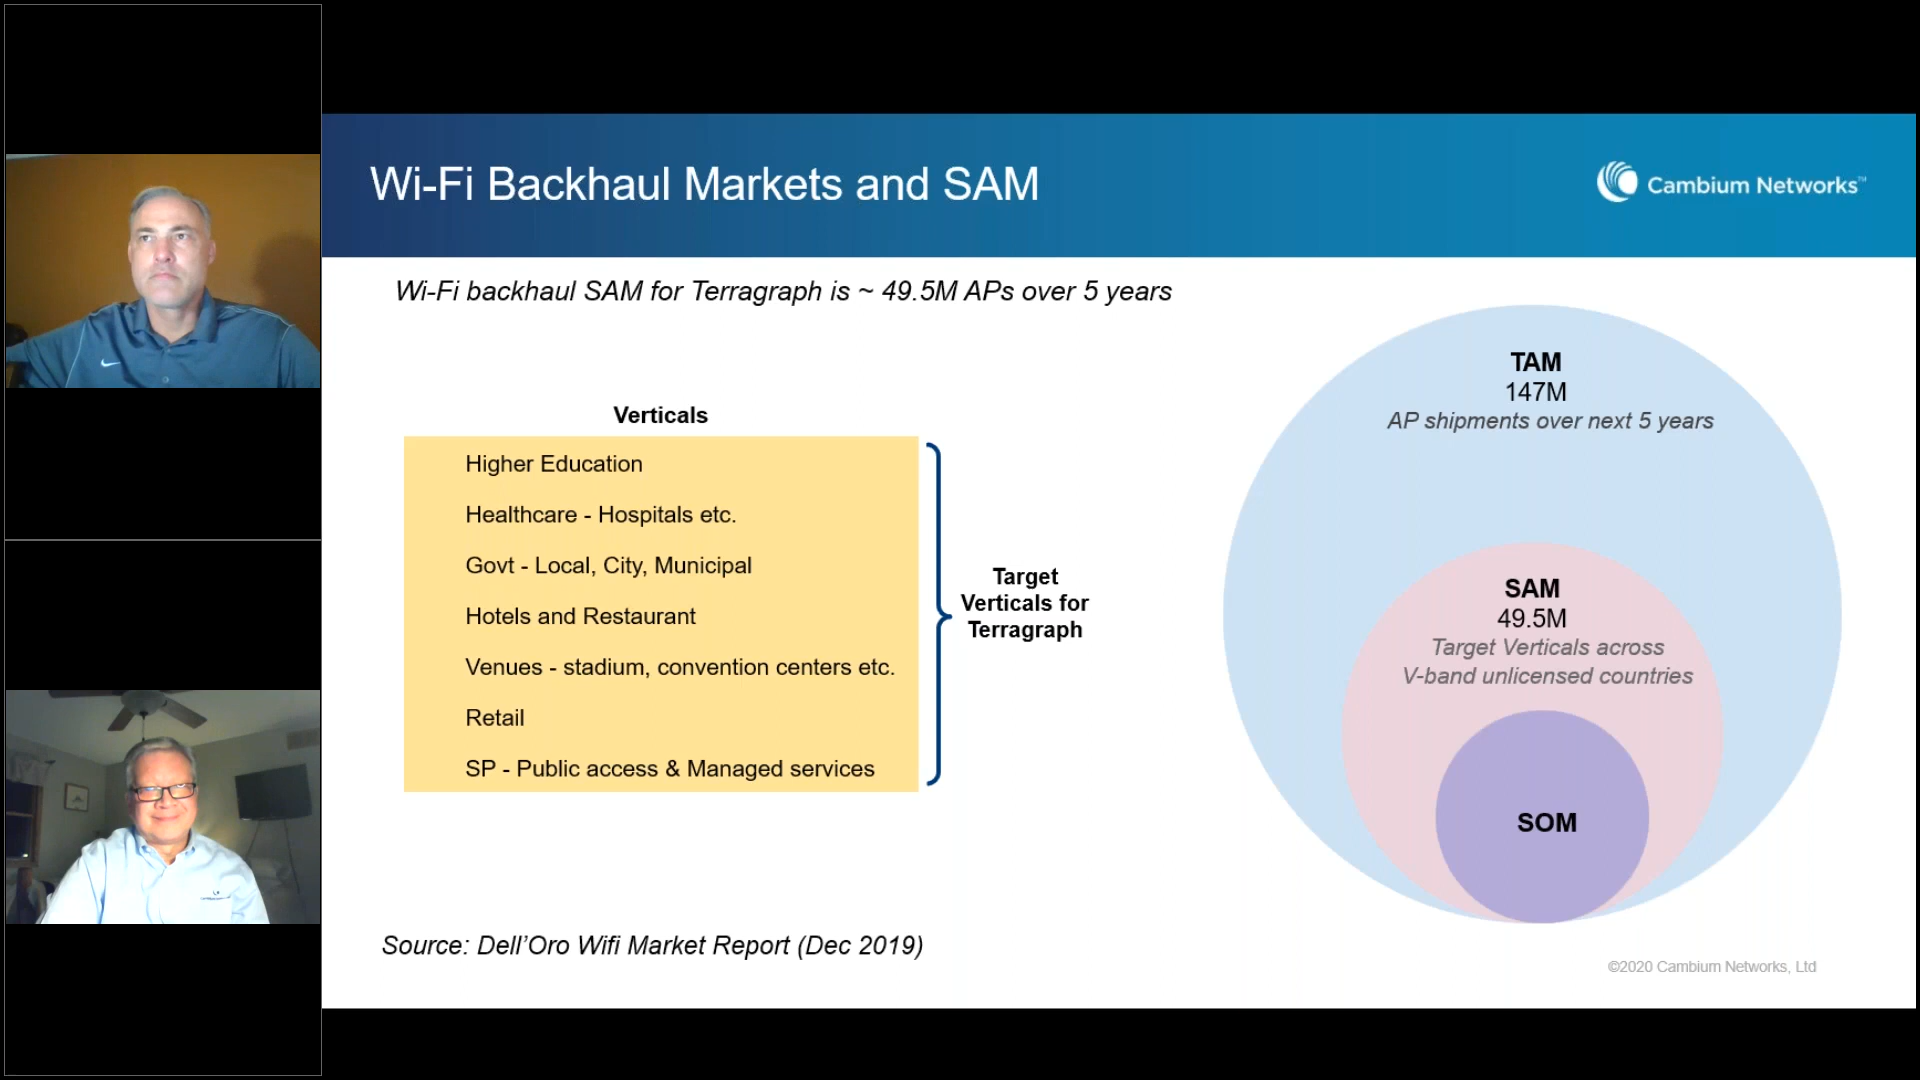 Wi-Fi Backhaul Markets and SAM
Cambium Networks™
Wi-Fi backhaul SAM for Terragraph is ~ 49.5M APs over 5 years
Verticals
Higher Education
Healthcare - Hospitals etc.
Govt - Local, City, Municipal
Hotels and Restaurant
Venues - stadium, convention centers etc.
Retail
SP - Public access & Managed services
Target
Verticals for
Terragraph
TAM
147M
AP shipments over next 5 years
SAM
49.5M
Target Verticals across
V-band unlicensed countries
SOM
Source: Dell’Oro Wifi Market Report (Dec 2019)
©2020 Cambium Networks, Ltd